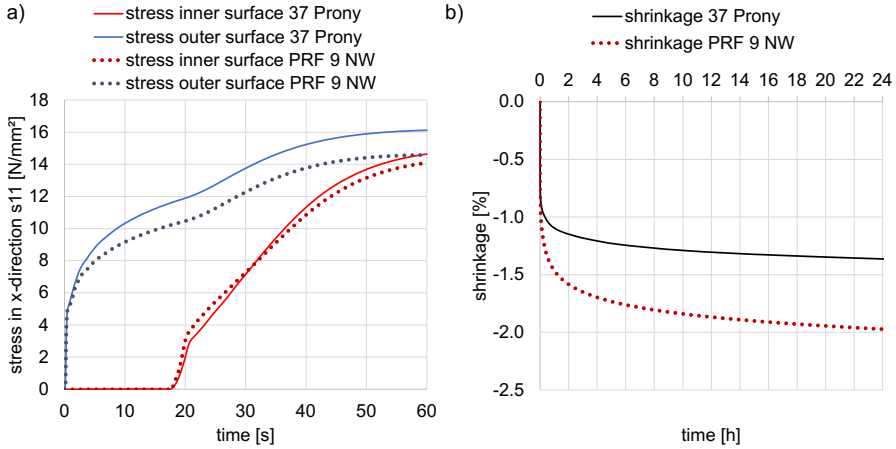 a)
stress inner surface 37 Prony
stress outer surface 37 Prony
stress inner surface PRF 9 NW
stress outer surface PRF 9 NW
stress in x-direction s11 [N/mm²]
18
16
14
12
10
8
6
4
2
0
0 10 20 30 40 50 60
time [s]
b)
shrinkage 37 Prony
shrinkage PRF 9 NW
0 2 4 6 8 10 12 14 16 18 20 22 24
shrinkage [%]
0.0
-0.5
-1.0
-1.5
-2.0
-2.5
time [h]